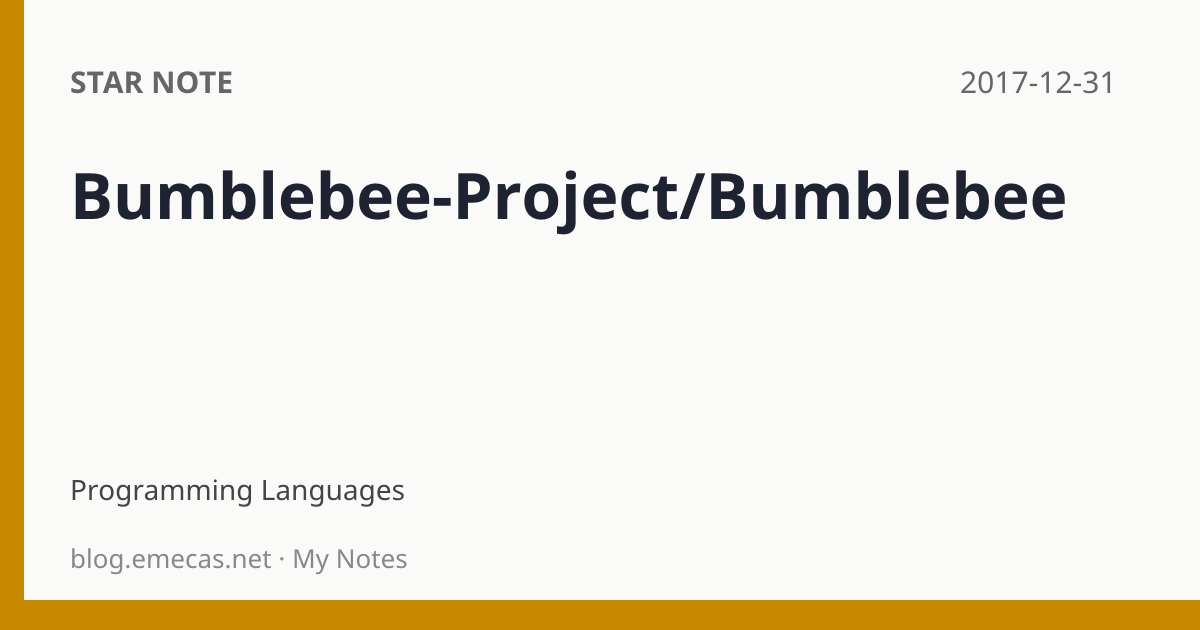 STAR NOTE
2017-12-31
Bumblebee-Project/Bumblebee
Programming Languages
blog.emecas.net · My Notes